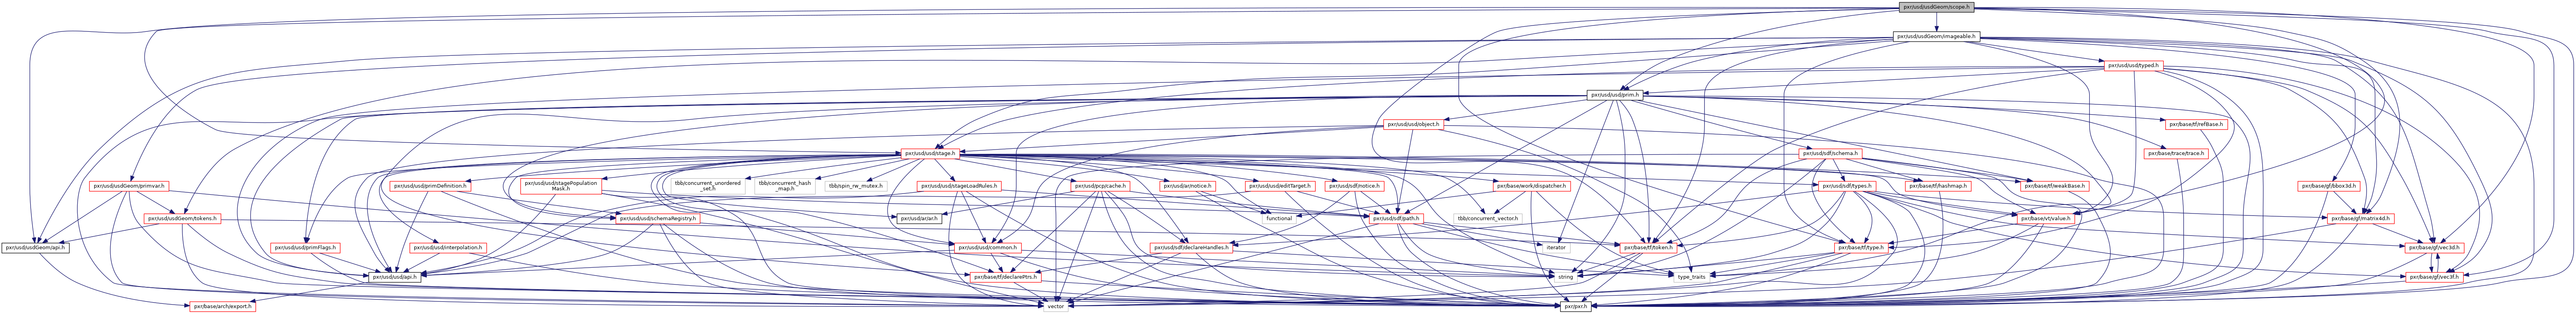 pxr/usd/usdGeom/scope.h
pxr/usd/usdGeom/imageable.h
pxr/usd/usd/typed.h
pxr/usd/usd/prim.h
pxr/usd/usd/object.h
pxr/base/tf/refBase.h
pxr/usd/usd/stage.h
pxr/usd/sdf/schema.h
pxr/base/trace/trace.h
pxr/usd/usdGeom/primvar.h
pxr/usd/usd/primDefinition.h
pxr/usd/usd/stagePopulation
Mask.h
tbb/concurrent_unordered
_set.h
tbb/concurrent_hash
_map.h
tbb/spin_rw_mutex.h
pxr/usd/usd/stageLoadRules.h
pxr/usd/pcp/cache.h
pxr/usd/ar/notice.h
pxr/usd/usd/editTarget.h
pxr/usd/sdf/notice.h
pxr/base/work/dispatcher.h
pxr/usd/sdf/types.h
pxr/base/tf/hashmap.h
pxr/base/tf/weakBase.h
pxr/base/gf/bbox3d.h
pxr/usd/usdGeom/tokens.h
pxr/usd/usd/schemaRegistry.h
pxr/usd/ar/ar.h
functional
pxr/usd/sdf/path.h
tbb/concurrent_vector.h
pxr/base/vt/value.h
pxr/base/gf/matrix4d.h
pxr/usd/usdGeom/api.h
pxr/usd/usd/primFlags.h
pxr/usd/usd/interpolation.h
pxr/usd/usd/common.h
pxr/usd/sdf/declareHandles.h
iterator
pxr/base/tf/token.h
pxr/base/tf/type.h
pxr/base/gf/vec3d.h
pxr/usd/usd/api.h
pxr/base/tf/declarePtrs.h
string
type_traits
pxr/base/gf/vec3f.h
pxr/base/arch/export.h
vector
pxr/pxr.h